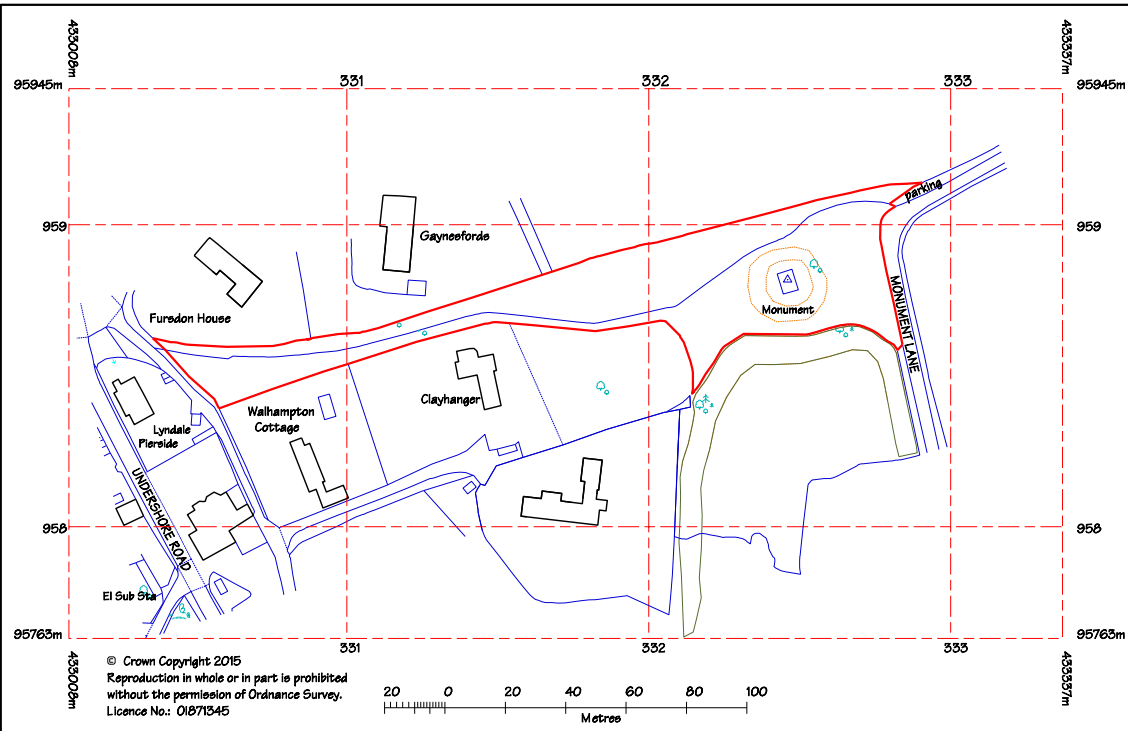 433008m
433337m
95945m
331
332
333
95945m
Parking
959
959
Gaynesfords
Fursdon House
Monument
MONUMENT LANE
Clayhanger
Walhampton
Cottage
Lyndale
Pierside
UNDERSHORE ROAD
958
958
El Sub Sta
95763m
331
332
333
95763m
433008m
433337m
© Crown Copyright 2015
Reproduction in whole or in part is prohibited
without the permission of Ordnance Survey.
Licence No.: 01871345
20 0 20 40 60 80 100
Metres